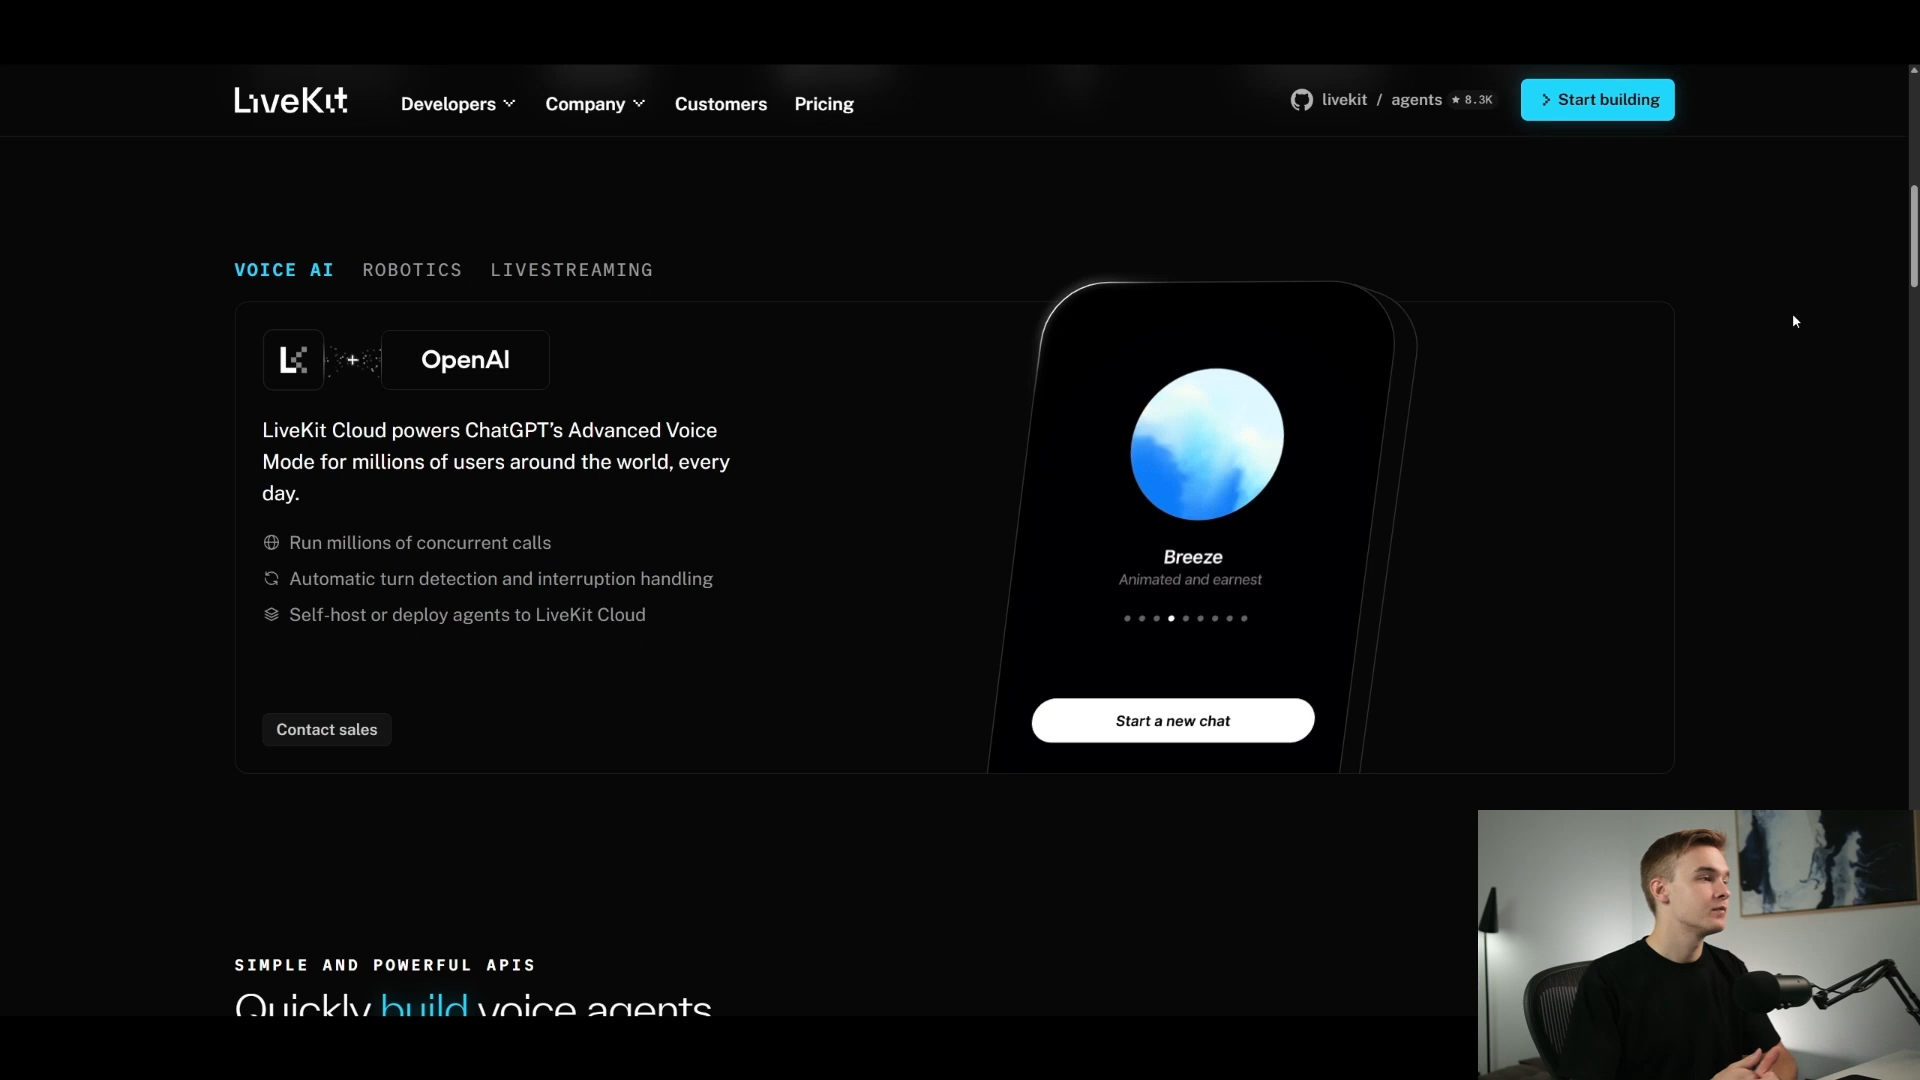 LiveKit
Developers
Company
Customers
Pricing
livekit / agents ★ 8.3K
Start building
VOICE AI
ROBOTICS
LIVESTREAMING
+
OpenAI
LiveKit Cloud powers ChatGPT’s Advanced Voice
Mode for millions of users around the world, every
day.
Run millions of concurrent calls
Automatic turn detection and interruption handling
Self-host or deploy agents to LiveKit Cloud
Contact sales
Breeze
Animated and earnest
Start a new chat
SIMPLE AND POWERFUL APIS
Quickly build voice agents